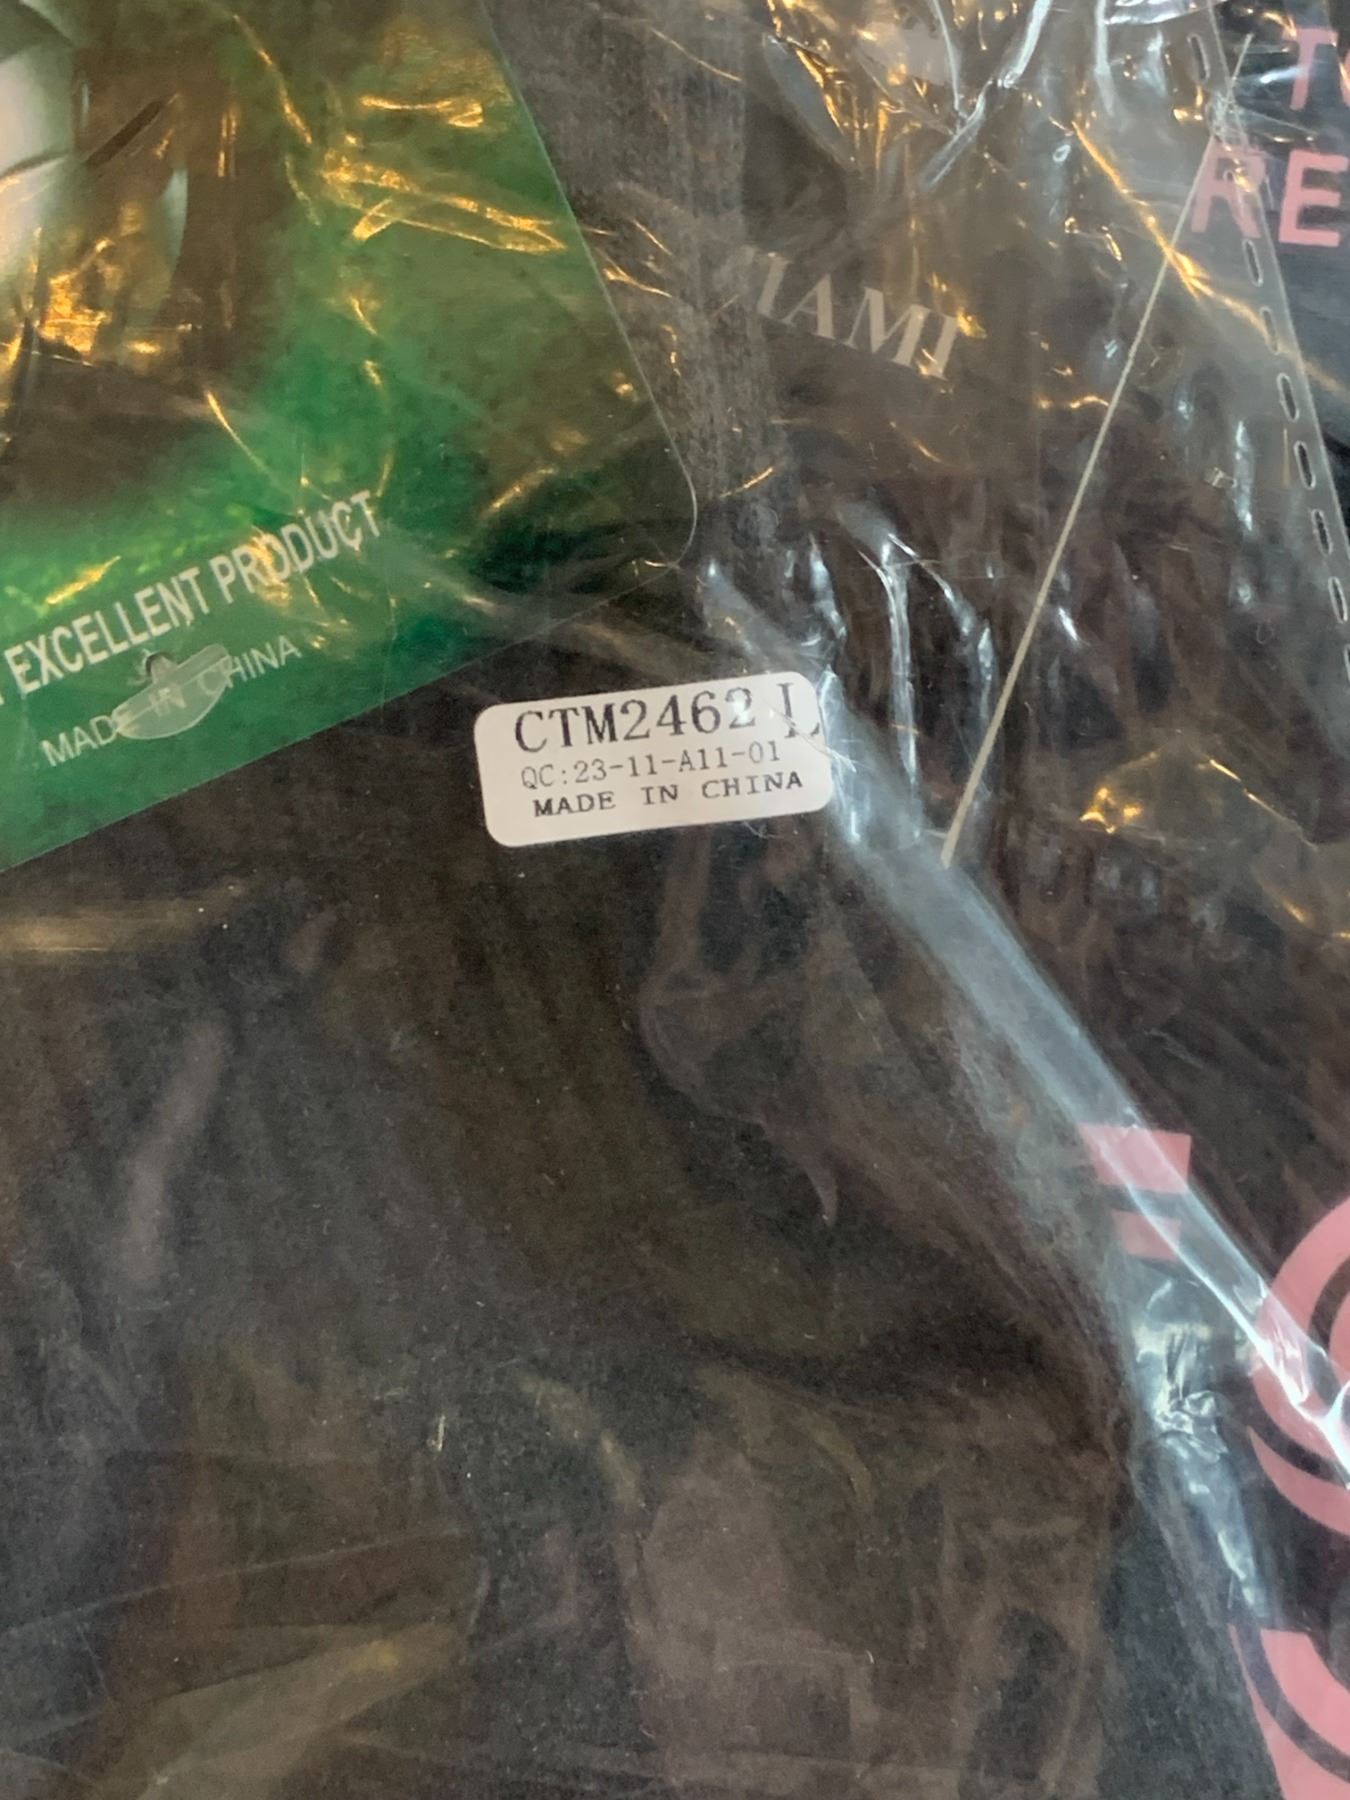 IAMI
RE
EXCELLENT PRODUCT
MADE IN CHINA
CTM2462 L
QC:23-11-A11-01
MADE IN CHINA